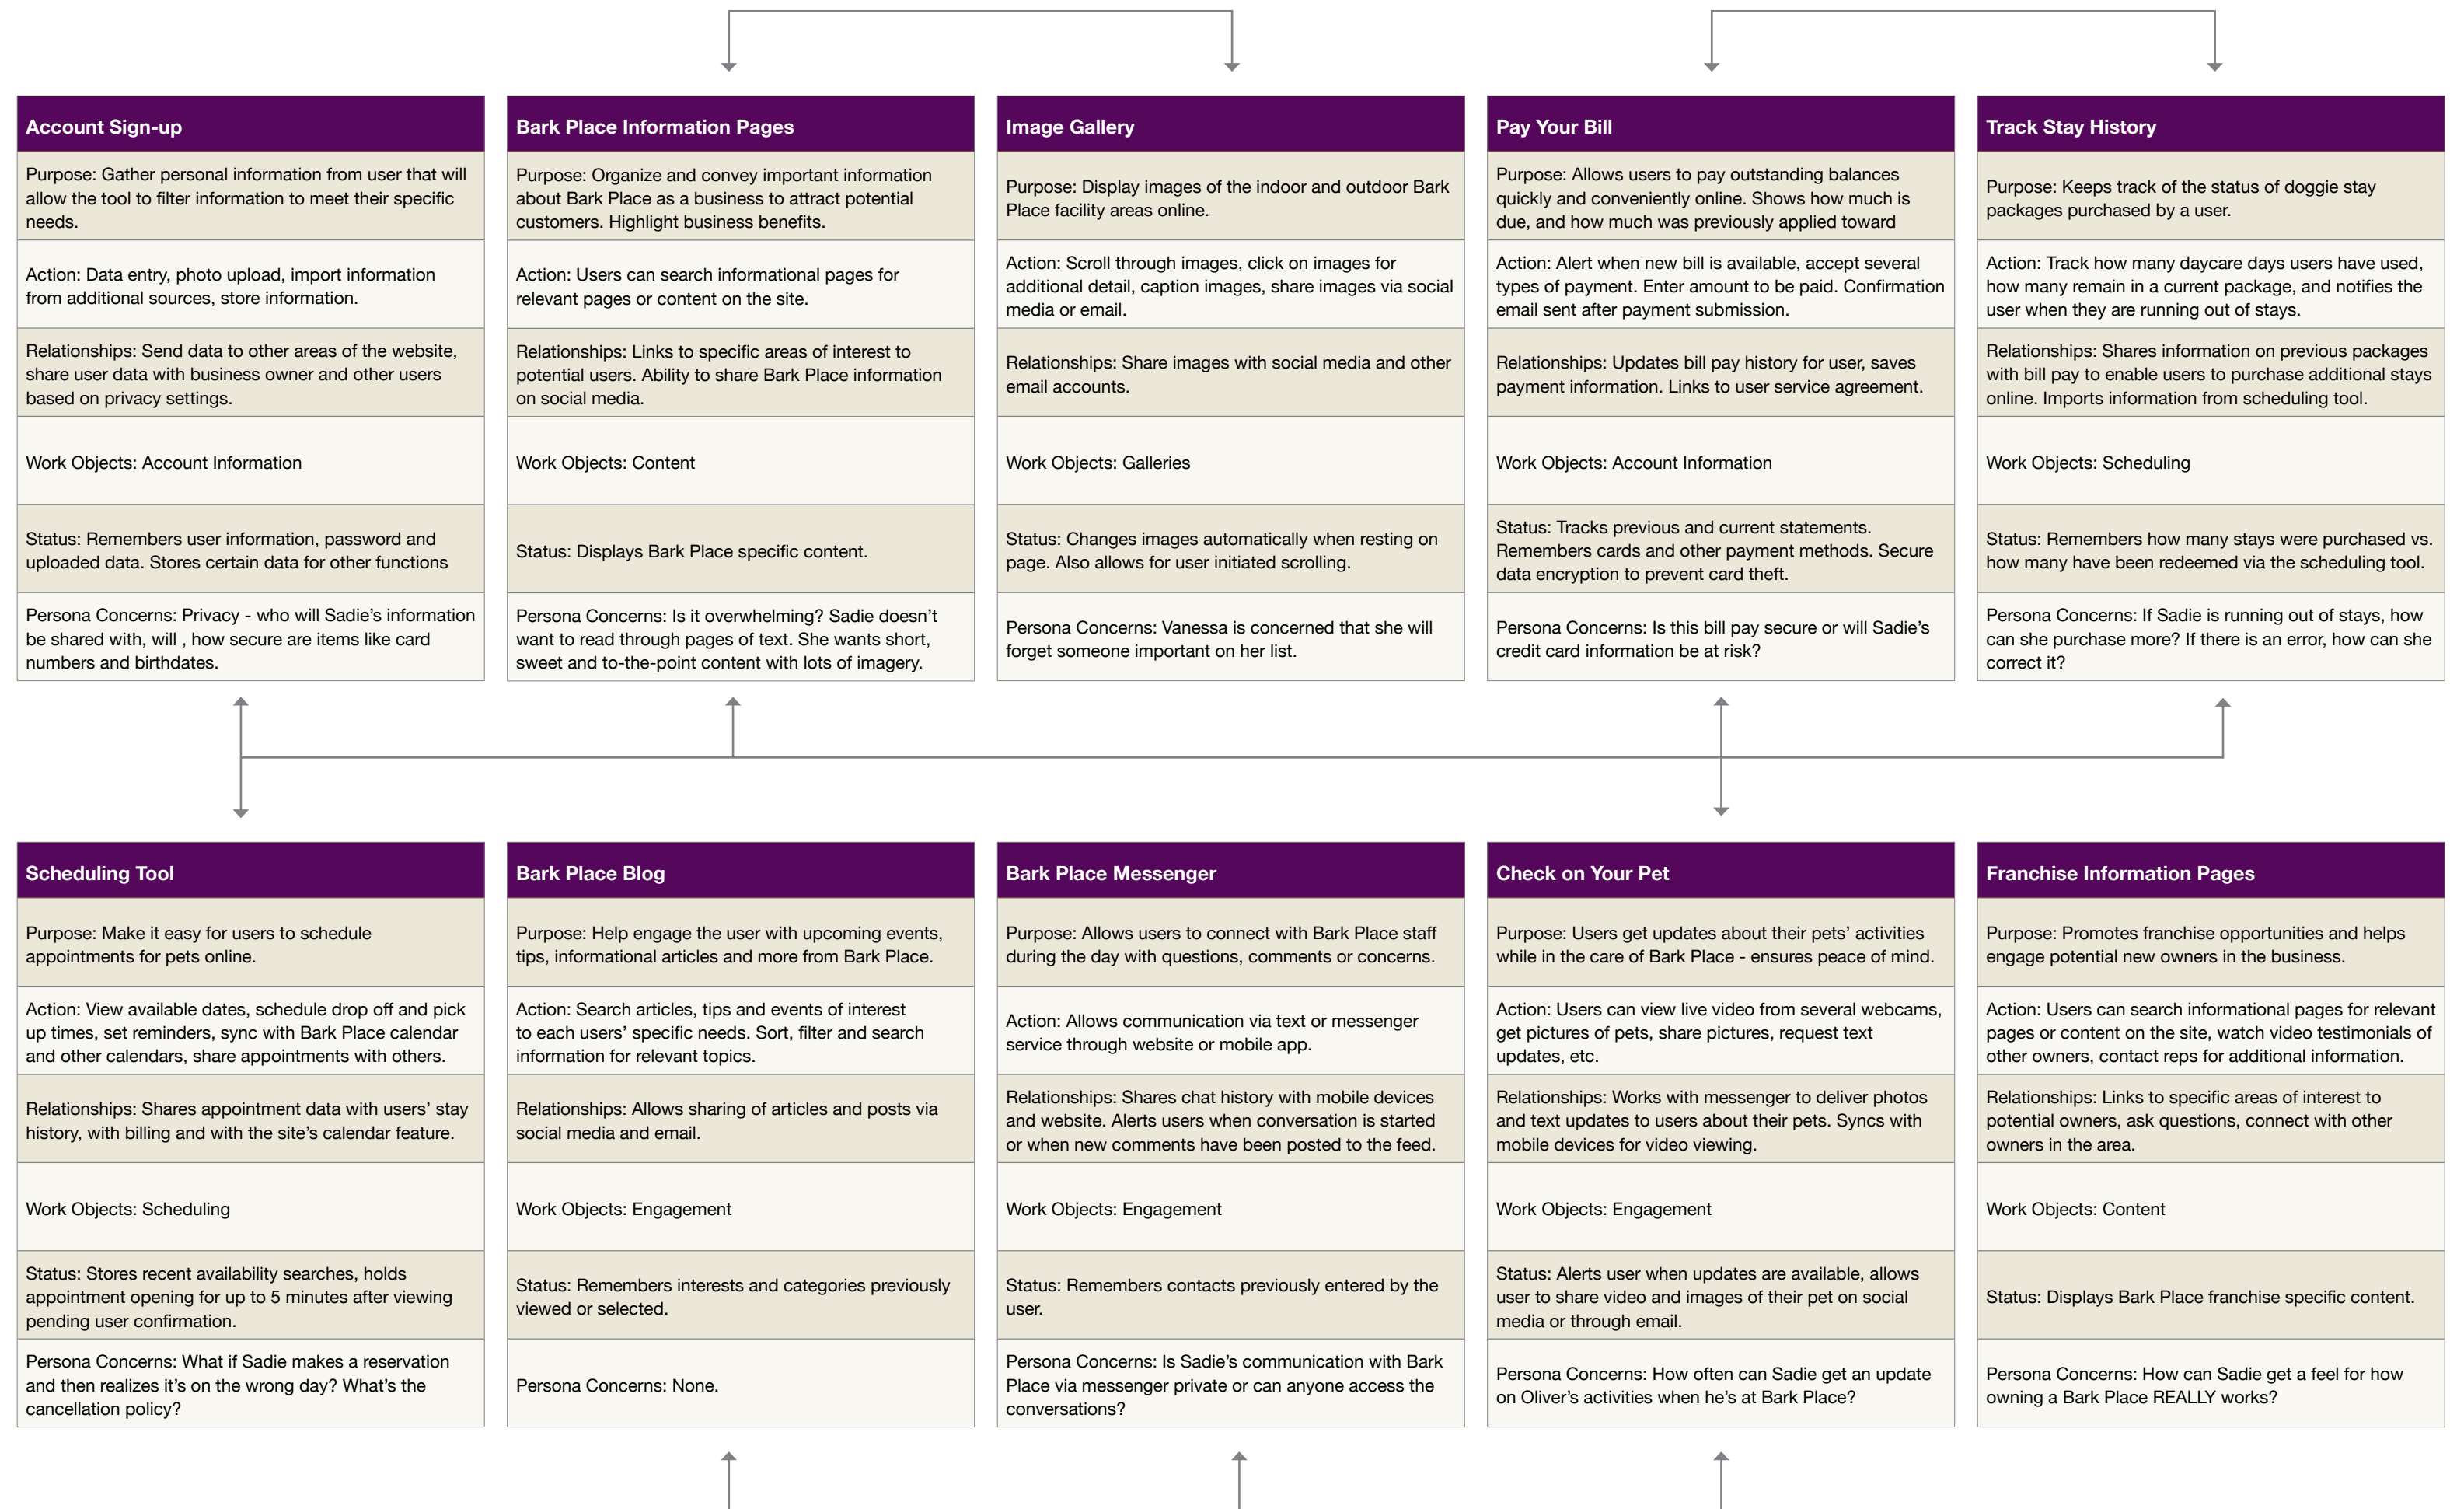 Account Sign-up
Purpose: Gather personal information from user that will
allow the tool to filter information to meet their specific
needs.
Action: Data entry, photo upload, import information
from additional sources, store information.
Relationships: Send data to other areas of the website,
share user data with business owner and other users
based on privacy settings.
Work Objects: Account Information
Status: Remembers user information, password and
uploaded data. Stores certain data for other functions
Persona Concerns: Privacy - who will Sadie’s information
be shared with, will , how secure are items like card
numbers and birthdates.
Bark Place Information Pages
Purpose: Organize and convey important information
about Bark Place as a business to attract potential
customers. Highlight business benefits.
Action: Users can search informational pages for
relevant pages or content on the site.
Relationships: Links to specific areas of interest to
potential users. Ability to share Bark Place information
on social media.
Work Objects: Content
Status: Displays Bark Place specific content.
Persona Concerns: Is it overwhelming? Sadie doesn’t
want to read through pages of text. She wants short,
sweet and to-the-point content with lots of imagery.
Image Gallery
Purpose: Display images of the indoor and outdoor Bark
Place facility areas online.
Action: Scroll through images, click on images for
additional detail, caption images, share images via social
media or email.
Relationships: Share images with social media and other
email accounts.
Work Objects: Galleries
Status: Changes images automatically when resting on
page. Also allows for user initiated scrolling.
Persona Concerns: Vanessa is concerned that she will
forget someone important on her list.
Pay Your Bill
Purpose: Allows users to pay outstanding balances
quickly and conveniently online. Shows how much is
due, and how much was previously applied toward
Action: Alert when new bill is available, accept several
types of payment. Enter amount to be paid. Confirmation
email sent after payment submission.
Relationships: Updates bill pay history for user, saves
payment information. Links to user service agreement.
Work Objects: Account Information
Status: Tracks previous and current statements.
Remembers cards and other payment methods. Secure
data encryption to prevent card theft.
Persona Concerns: Is this bill pay secure or will Sadie’s
credit card information be at risk?
Track Stay History
Purpose: Keeps track of the status of doggie stay
packages purchased by a user.
Action: Track how many daycare days users have used,
how many remain in a current package, and notifies the
user when they are running out of stays.
Relationships: Shares information on previous packages
with bill pay to enable users to purchase additional stays
online. Imports information from scheduling tool.
Work Objects: Scheduling
Status: Remembers how many stays were purchased vs.
how many have been redeemed via the scheduling tool.
Persona Concerns: If Sadie is running out of stays, how
can she purchase more? If there is an error, how can she
correct it?
Scheduling Tool
Purpose: Make it easy for users to schedule
appointments for pets online.
Action: View available dates, schedule drop off and pick
up times, set reminders, sync with Bark Place calendar
and other calendars, share appointments with others.
Relationships: Shares appointment data with users’ stay
history, with billing and with the site’s calendar feature.
Work Objects: Scheduling
Status: Stores recent availability searches, holds
appointment opening for up to 5 minutes after viewing
pending user confirmation.
Persona Concerns: What if Sadie makes a reservation
and then realizes it’s on the wrong day? What’s the
cancellation policy?
Bark Place Blog
Purpose: Help engage the user with upcoming events,
tips, informational articles and more from Bark Place.
Action: Search articles, tips and events of interest
to each users’ specific needs. Sort, filter and search
information for relevant topics.
Relationships: Allows sharing of articles and posts via
social media and email.
Work Objects: Engagement
Status: Remembers interests and categories previously
viewed or selected.
Persona Concerns: None.
Bark Place Messenger
Purpose: Allows users to connect with Bark Place staff
during the day with questions, comments or concerns.
Action: Allows communication via text or messenger
service through website or mobile app.
Relationships: Shares chat history with mobile devices
and website. Alerts users when conversation is started
or when new comments have been posted to the feed.
Work Objects: Engagement
Status: Remembers contacts previously entered by the
user.
Persona Concerns: Is Sadie’s communication with Bark
Place via messenger private or can anyone access the
conversations?
Check on Your Pet
Purpose: Users get updates about their pets’ activities
while in the care of Bark Place - ensures peace of mind.
Action: Users can view live video from several webcams,
get pictures of pets, share pictures, request text
updates, etc.
Relationships: Works with messenger to deliver photos
and text updates to users about their pets. Syncs with
mobile devices for video viewing.
Work Objects: Engagement
Status: Alerts user when updates are available, allows
user to share video and images of their pet on social
media or through email.
Persona Concerns: How often can Sadie get an update
on Oliver’s activities when he’s at Bark Place?
Franchise Information Pages
Purpose: Promotes franchise opportunities and helps
engage potential new owners in the business.
Action: Users can search informational pages for relevant
pages or content on the site, watch video testimonials of
other owners, contact reps for additional information.
Relationships: Links to specific areas of interest to
potential owners, ask questions, connect with other
owners in the area.
Work Objects: Content
Status: Displays Bark Place franchise specific content.
Persona Concerns: How can Sadie get a feel for how
owning a Bark Place REALLY works?